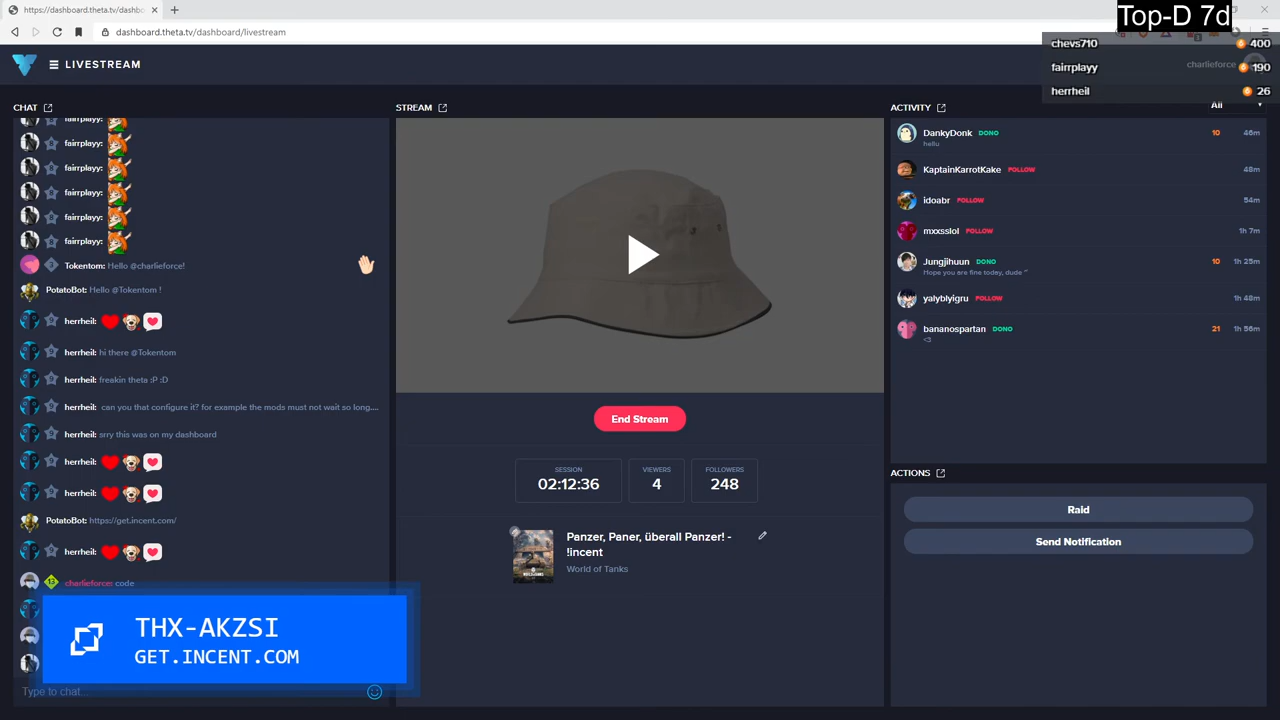 https://dashboard.theta.tv/dashboard
Top-D 7d
dashboard.theta.tv/dashboard/livestream
chevs710 400
fairrplayy 190
herrheil 26
charlieforce
LIVESTREAM
CHAT
STREAM
ACTIVITY
All
fairrplayy:
fairrplayy:
fairrplayy:
fairrplayy:
fairrplayy:
fairrplayy:
Tokentom: Hello @charlieforce!
PotatoBot: Hello @Tokentom !
herrheil:
herrheil: hi there @Tokentom
herrheil: freakin theta :P :D
herrheil: can you that configure it? for example the mods must not wait so long....
herrheil: srry this was on my dashboard
herrheil:
herrheil:
PotatoBot: https://get.incent.com/
herrheil:
13 charlieforce: code
THX-AKZSI
GET.INCENT.COM
Type to chat...
End Stream
SESSION
02:12:36
VIEWERS
4
FOLLOWERS
248
Panzer, Paner, überall Panzer! -
!incent
World of Tanks
DankyDonk DONO 10 46m
hellu
KaptainKarrotKake FOLLOW 48m
idoabr FOLLOW 54m
mxxsslol FOLLOW 1h 7m
Jungjihuun DONO 10 1h 25m
Hope you are fine todey, dude ^^
yalyblyigru FOLLOW 1h 48m
bananospartan DONO 21 1h 56m
<3
ACTIONS
Raid
Send Notification